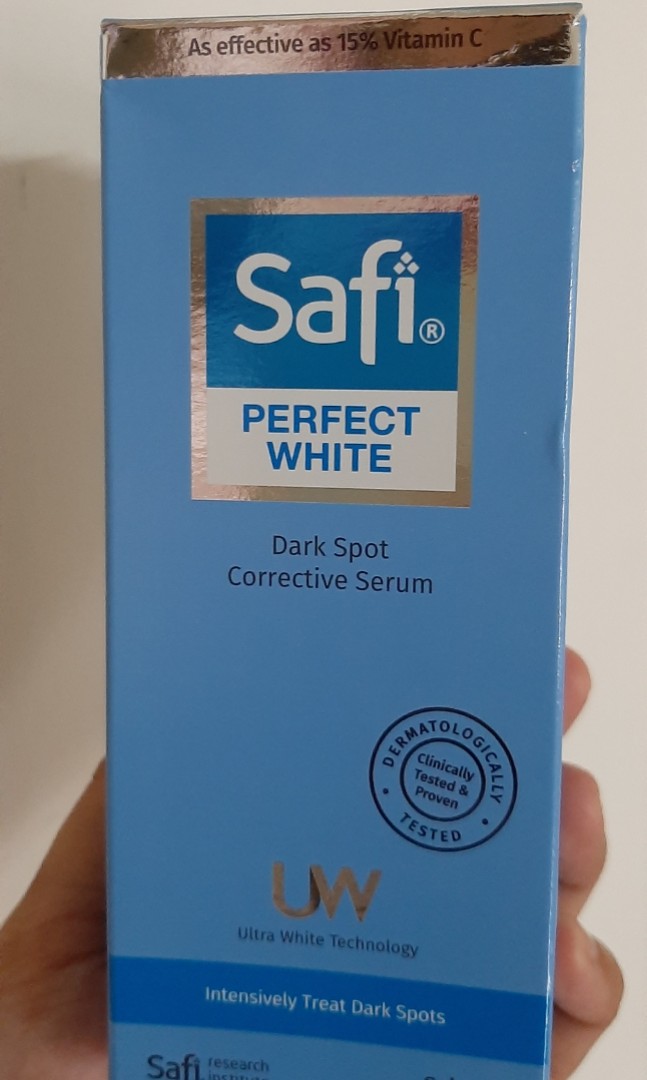 As effective as 15% Vitamin C
Safi®
PERFECT
WHITE
Dark Spot
Corrective Serum
DERMATOLOGICALLY
Clinically
Tested &
Proven
TESTED
UW
Ultra White Technology
Intensively Treat Dark Spots
Safi research